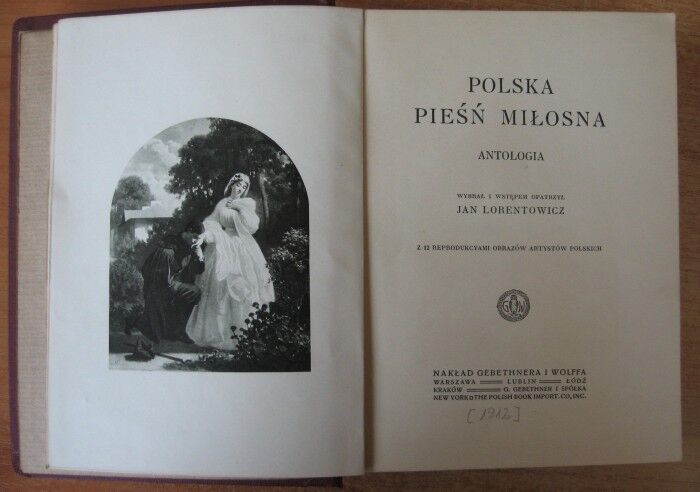 POLSKA
PIEŚŃ MIŁOSNA
ANTOLOGIA
WYBRAŁ I WSTĘPEM OPATRZYŁ
JAN LORENTOWICZ
Z 12 REPRODUKCYAMI OBRAZÓW ARTYSTÓW POLSKICH
G W
NAKŁAD GEBETHNERA I WOLFFA
WARSZAWA LUBLIN ŁÓDŹ
KRAKÓW G. GEBETHNER I SPÓŁKA
NEW YORK THE POLISH BOOK IMPORT. CO, INC.
[1912]